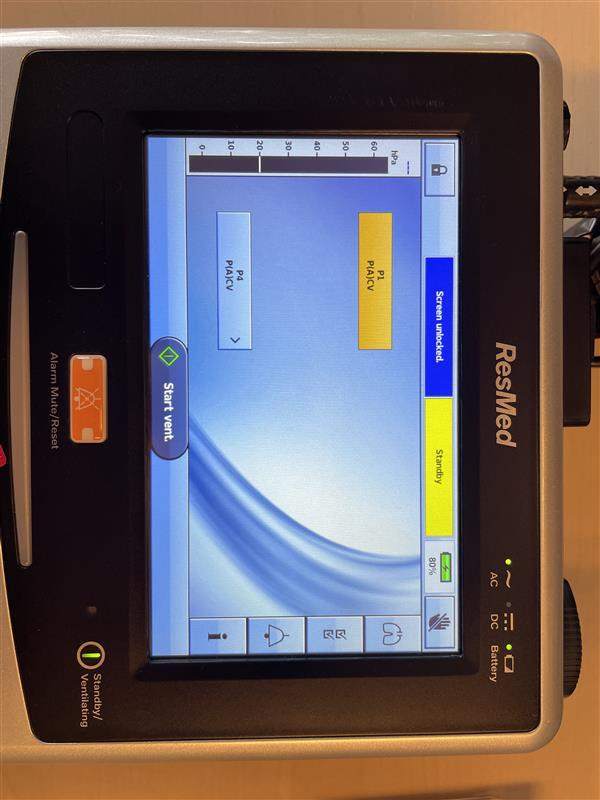 ResMed
AC
DC
Battery
Screen unlocked.
Standby
80%
---
hPa
60
50
40
30
20
10
0
P1
P(A)CV
P4
P(A)CV
Start vent.
i
Alarm Mute/Reset
Standby/
Ventilating